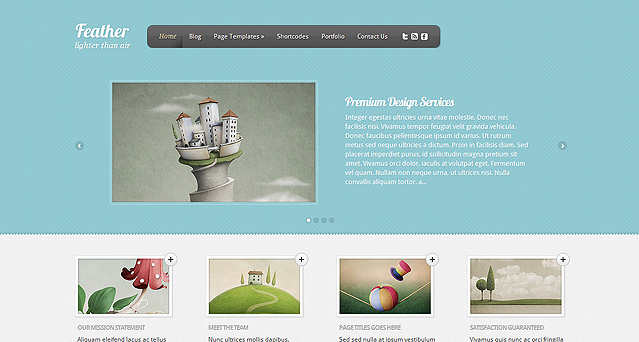 Feather
lighter than air
Home Blog Page Templates » Shortcodes Portfolio Contact Us
Premium Design Services
Integer egestas ultricies urna vitae molestie. Donec nec
facilisis nisi. Vivamus tempor feugiat velit gravida vehicula.
Donec faucibus pellentesque ipsum id varius. Ut rutrum
metus sed neque ultricies a dictum. Proin in facilisis diam. Sed
placerat imperdiet purus, id sollicitudin magna pretium sit
amet. Vivamus orci dolor, iaculis at volutpat eget, Fermentum
vel quam. Nullam non neque urna, ut ultrices nisi. Nulla
convallis aliquam tortor, a...
OUR MISSION STATEMENT
Aliquam eleifend lacus ac tellus
MEET THE TEAM
Nunc ultrices mollis dapibus.
PAGE TITLES GOES HERE
Sed sed nulla at ipsum vestibulum
SATISFACTION GUARANTEED
Vivamus quis nunc ac orci fringilla